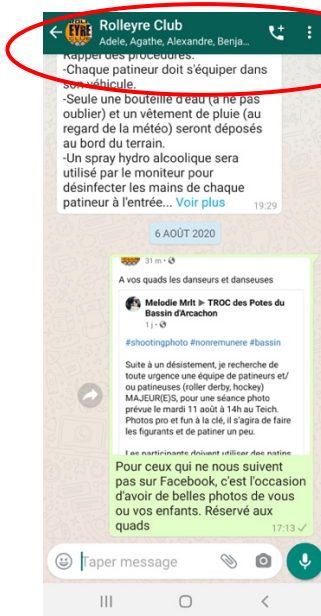 EYRE
Rolleyre Club
Adele, Agathe, Alexandre, Benja...
Rappel des procédures:
-Chaque patineur doit s'équiper dans
son véhicule.
-Seule une bouteille d'eau (à ne pas
oublier) et un vêtement de pluie (au
regard de la météo) seront déposés
au bord du terrain.
-Un spray hydro alcoolique sera
utilisé par le moniteur pour
désinfecter les mains de chaque
patineur à l'entrée... Voir plus 19:29
6 AOÛT 2020
31 m •
A vos quads les danseurs et danseuses
Melodie Mrlt ▶ TROC des Potes du
Bassin d'Arcachon
1 j •
#shootingphoto #nonremunere #bassin
Suite à un désistement, je recherche de
toute urgence une équipe de patineurs et/
ou patineuses (roller derby, hockey)
MAJEUR(E)S, pour une séance photo
prévue le mardi 11 août à 14h au Teich.
Photos pro et fun à la clé, il s'agira de faire
les figurants et de patiner un peu.
Les participants doivent utiliser des patins
Pour ceux qui ne nous suivent
pas sur Facebook, c'est l'occasion
d'avoir de belles photos de vous
ou vos enfants. Réservé aux
quads 17:13
Taper message